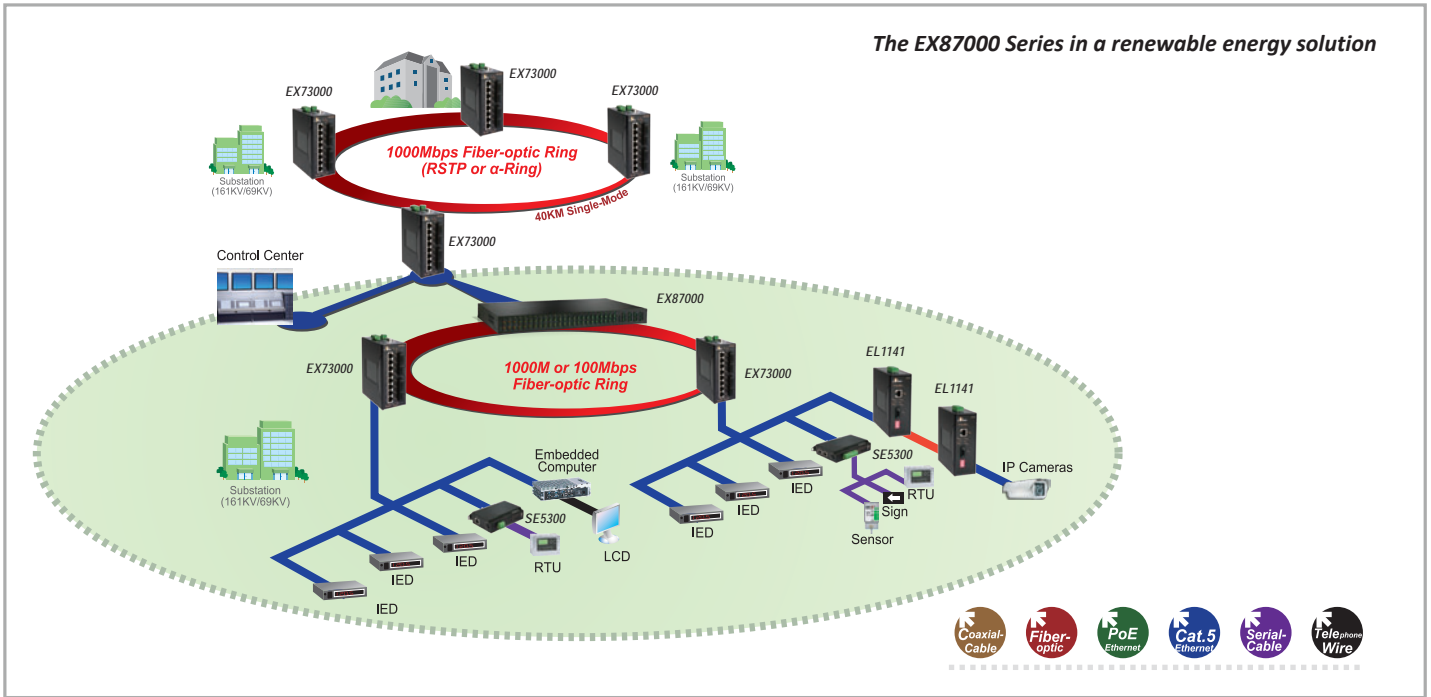 The EX87000 Series in a renewable energy solution
EX73000
EX73000
EX73000
1000Mbps Fiber-optic Ring
(RSTP or α-Ring)
Substation
(161KV/69KV)
Substation
(161KV/69KV)
40KM Single-Mode
EX73000
Control Center
EX87000
EX73000
1000M or 100Mbps
Fiber-optic Ring
EX73000
EL1141
EL1141
Substation
(161KV/69KV)
Embedded
Computer
SE5300
IP Cameras
IED
RTU
IED
Sign
SE5300
IED
Sensor
LCD
IED
RTU
IED
IED
Coaxial-
Cable
Fiber-
optic
PoE
Ethernet
Cat.5
Ethernet
Serial-
Cable
Telephone
Wire